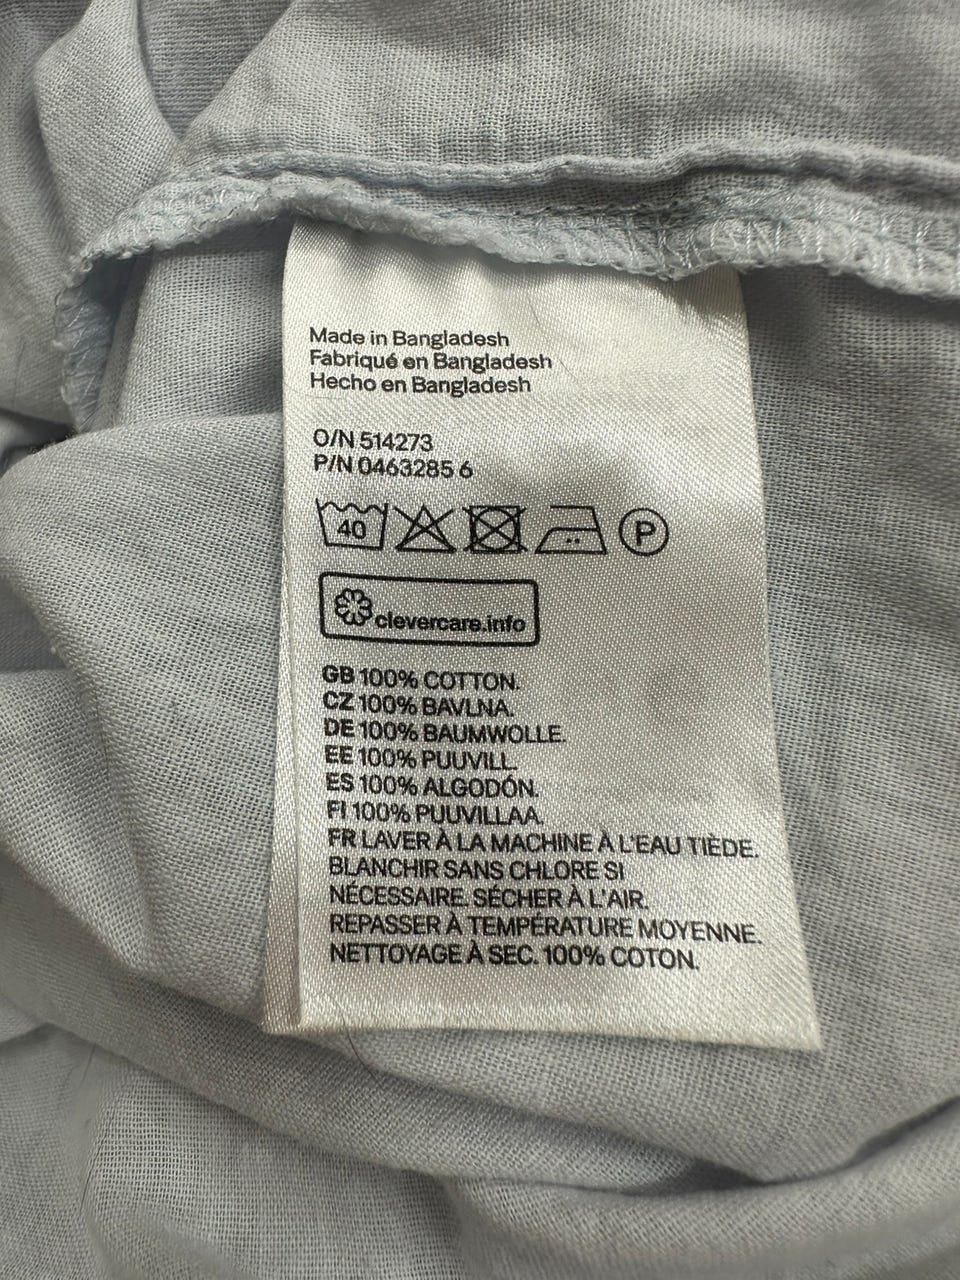 Made in Bangladesh
Fabriqué en Bangladesh
Hecho en Bangladesh
O/N 514273
P/N 0463285 6
40 P
clevercare.info
GB 100% COTTON.
CZ 100% BAVLNA.
DE 100% BAUMWOLLE.
EE 100% PUUVILL.
ES 100% ALGODÓN.
FI 100% PUUVILLAA.
FR LAVER À LA MACHINE À L'EAU TIÈDE.
BLANCHIR SANS CHLORE SI
NÉCESSAIRE. SÉCHER À L'AIR.
REPASSER À TEMPÉRATURE MOYENNE.
NETTOYAGE À SEC. 100% COTON.